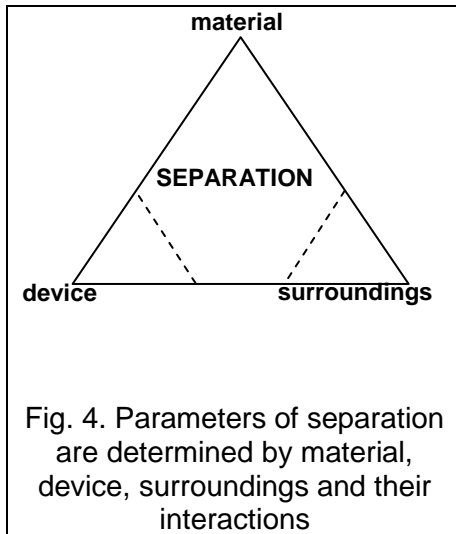 material
SEPARATION
device surroundings
Fig. 4. Parameters of separation
are determined by material,
device, surroundings and their
interactions